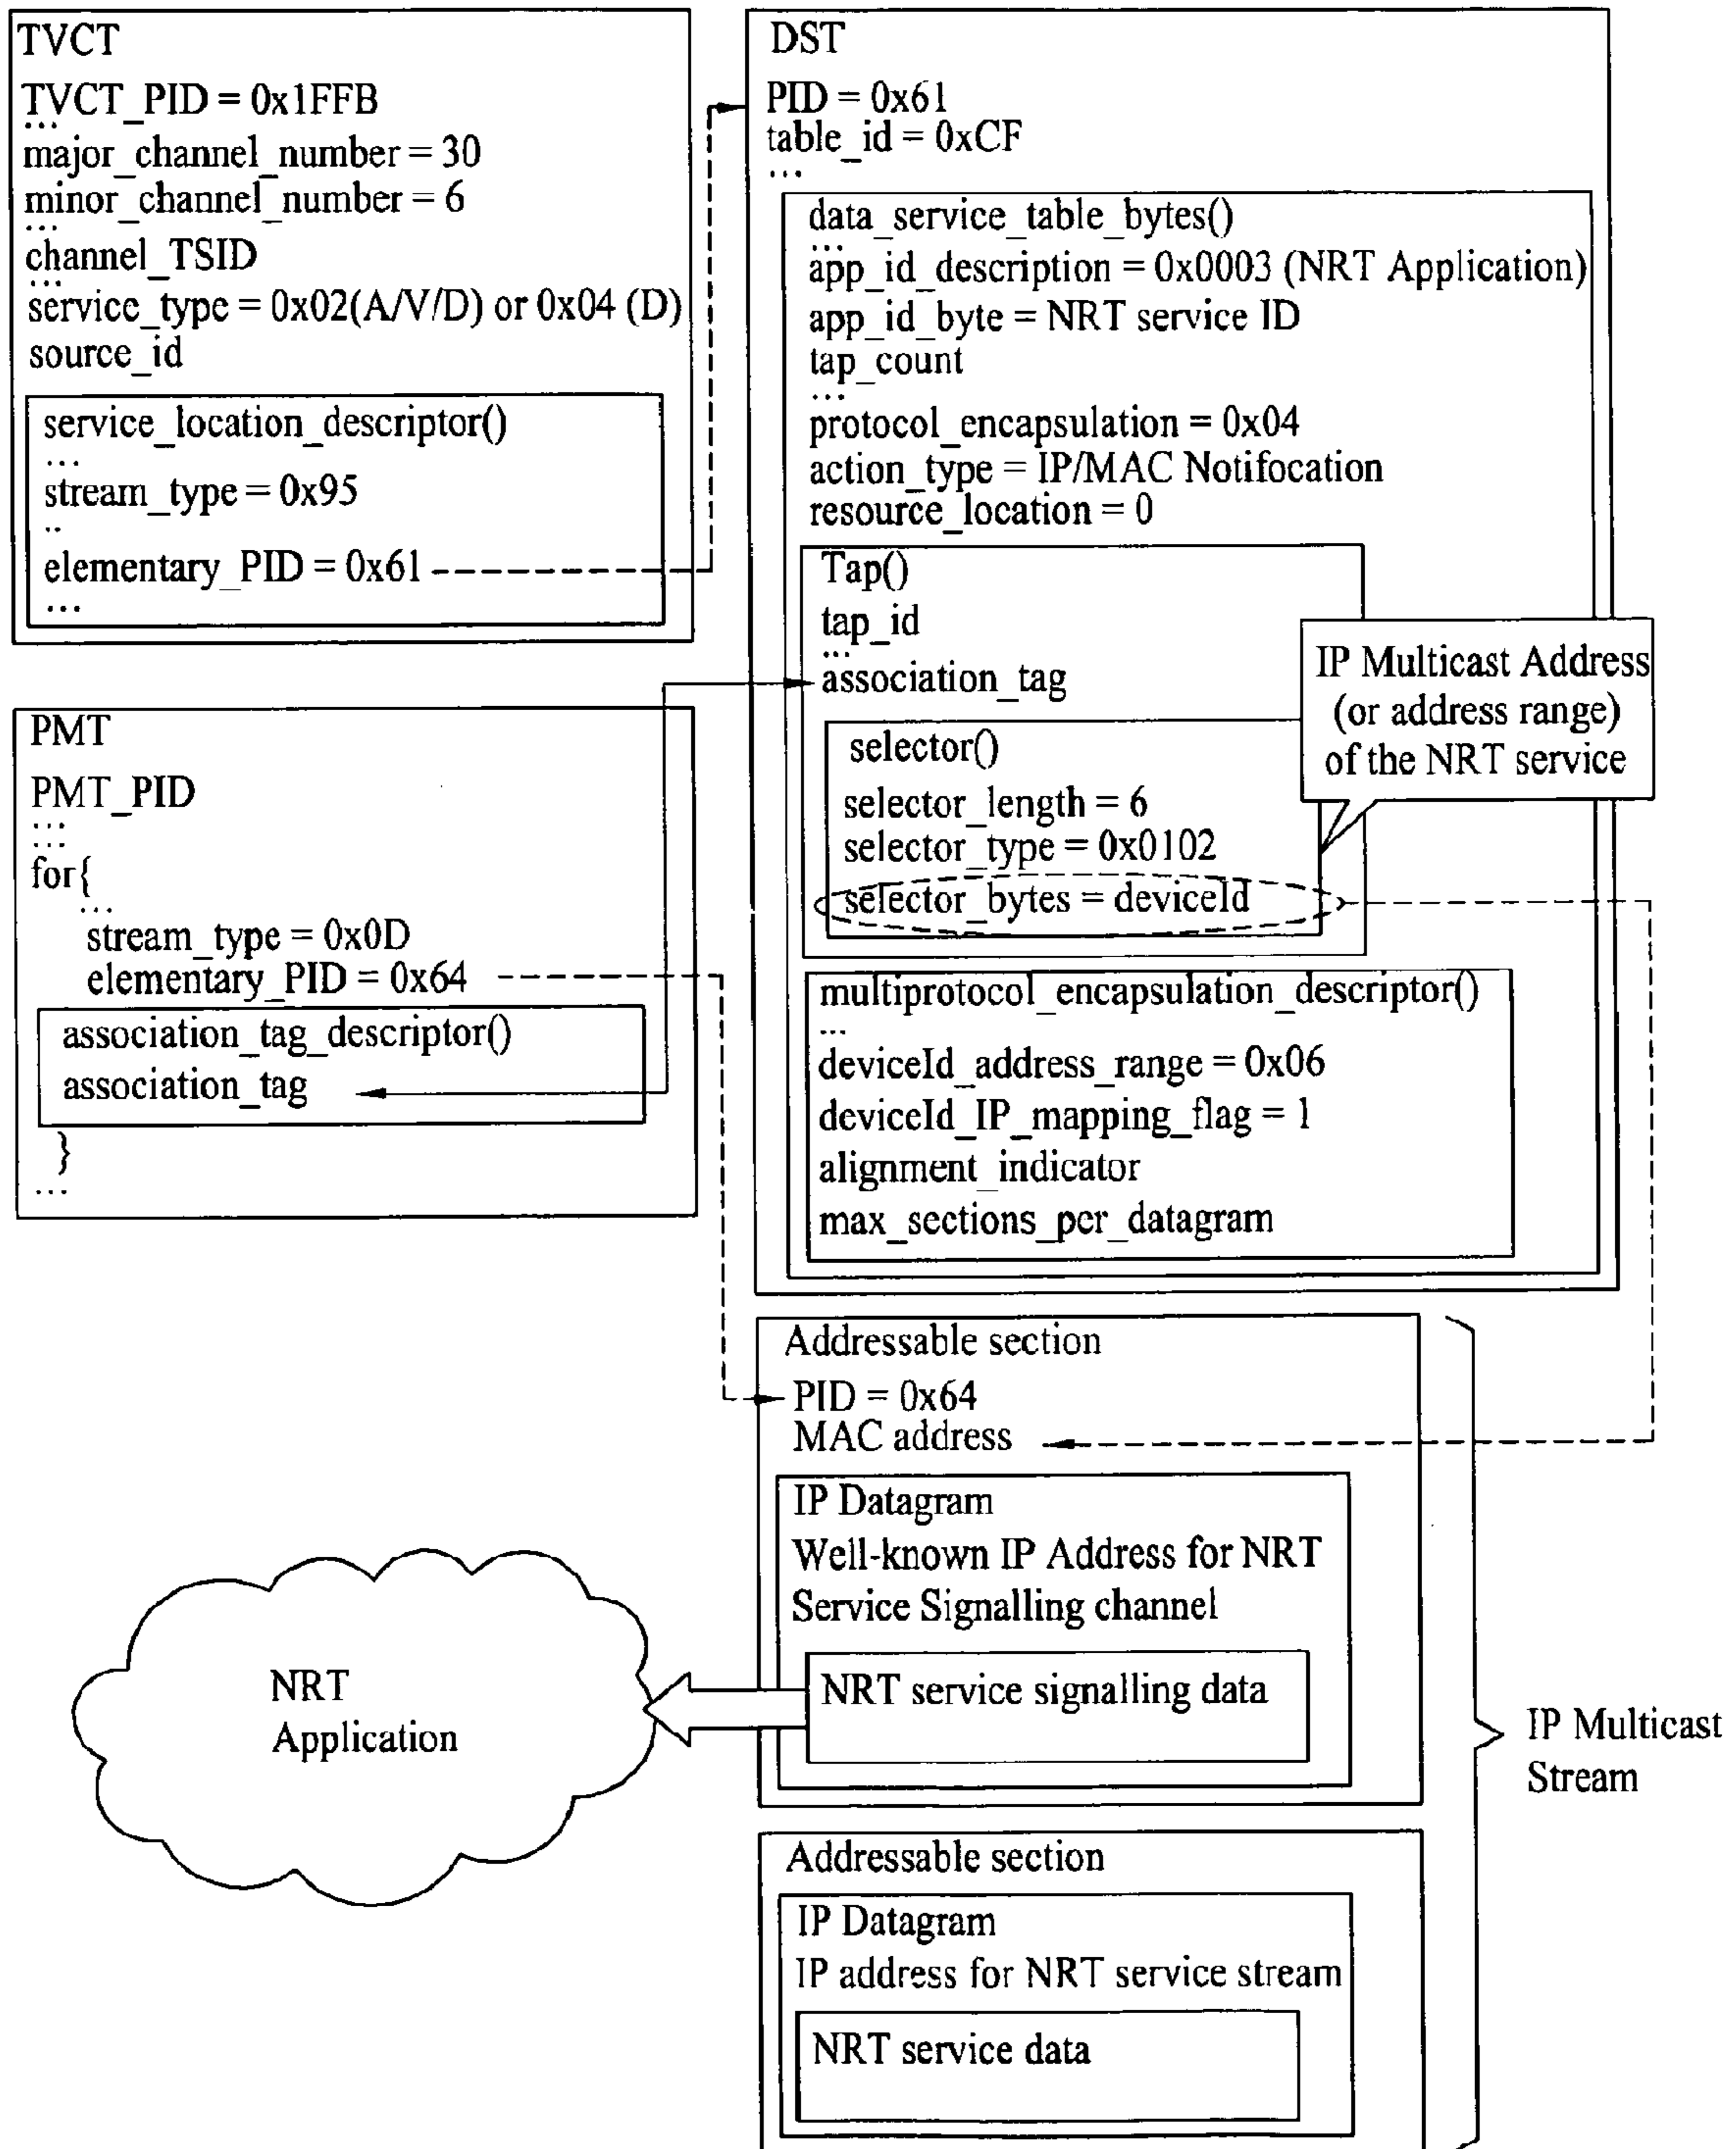 TVCT
TVCT_PID = 0x1FFB
...
major_channel_number = 30
minor_channel_number = 6
...
channel_TSID
...
service_type = 0x02(A/V/D) or 0x04 (D)
source_id
service_location_descriptor()
...
stream_type = 0x95
..
elementary_PID = 0x61
...
PMT
PMT_PID
...
...
for{
...
stream_type = 0x0D
elementary_PID = 0x64
association_tag_descriptor()
association_tag
}
...
DST
PID = 0x61
table_id = 0xCF
...
data_service_table_bytes()
...
app_id_description = 0x0003 (NRT Application)
app_id_byte = NRT service ID
tap_count
...
protocol_encapsulation = 0x04
action_type = IP/MAC Notifocation
resource_location = 0
Tap()
tap_id
...
association_tag
selector()
selector_length = 6
selector_type = 0x0102
selector_bytes = deviceId
IP Multicast Address
(or address range)
of the NRT service
multiprotocol_encapsulation_descriptor()
...
deviceId_address_range = 0x06
deviceId_IP_mapping_flag = 1
alignment_indicator
max_sections_per_datagram
Addressable section
PID = 0x64
MAC address
IP Datagram
Well-known IP Address for NRT
Service Signalling channel
NRT service signalling data
NRT
Application
IP Multicast
Stream
Addressable section
IP Datagram
IP address for NRT service stream
NRT service data